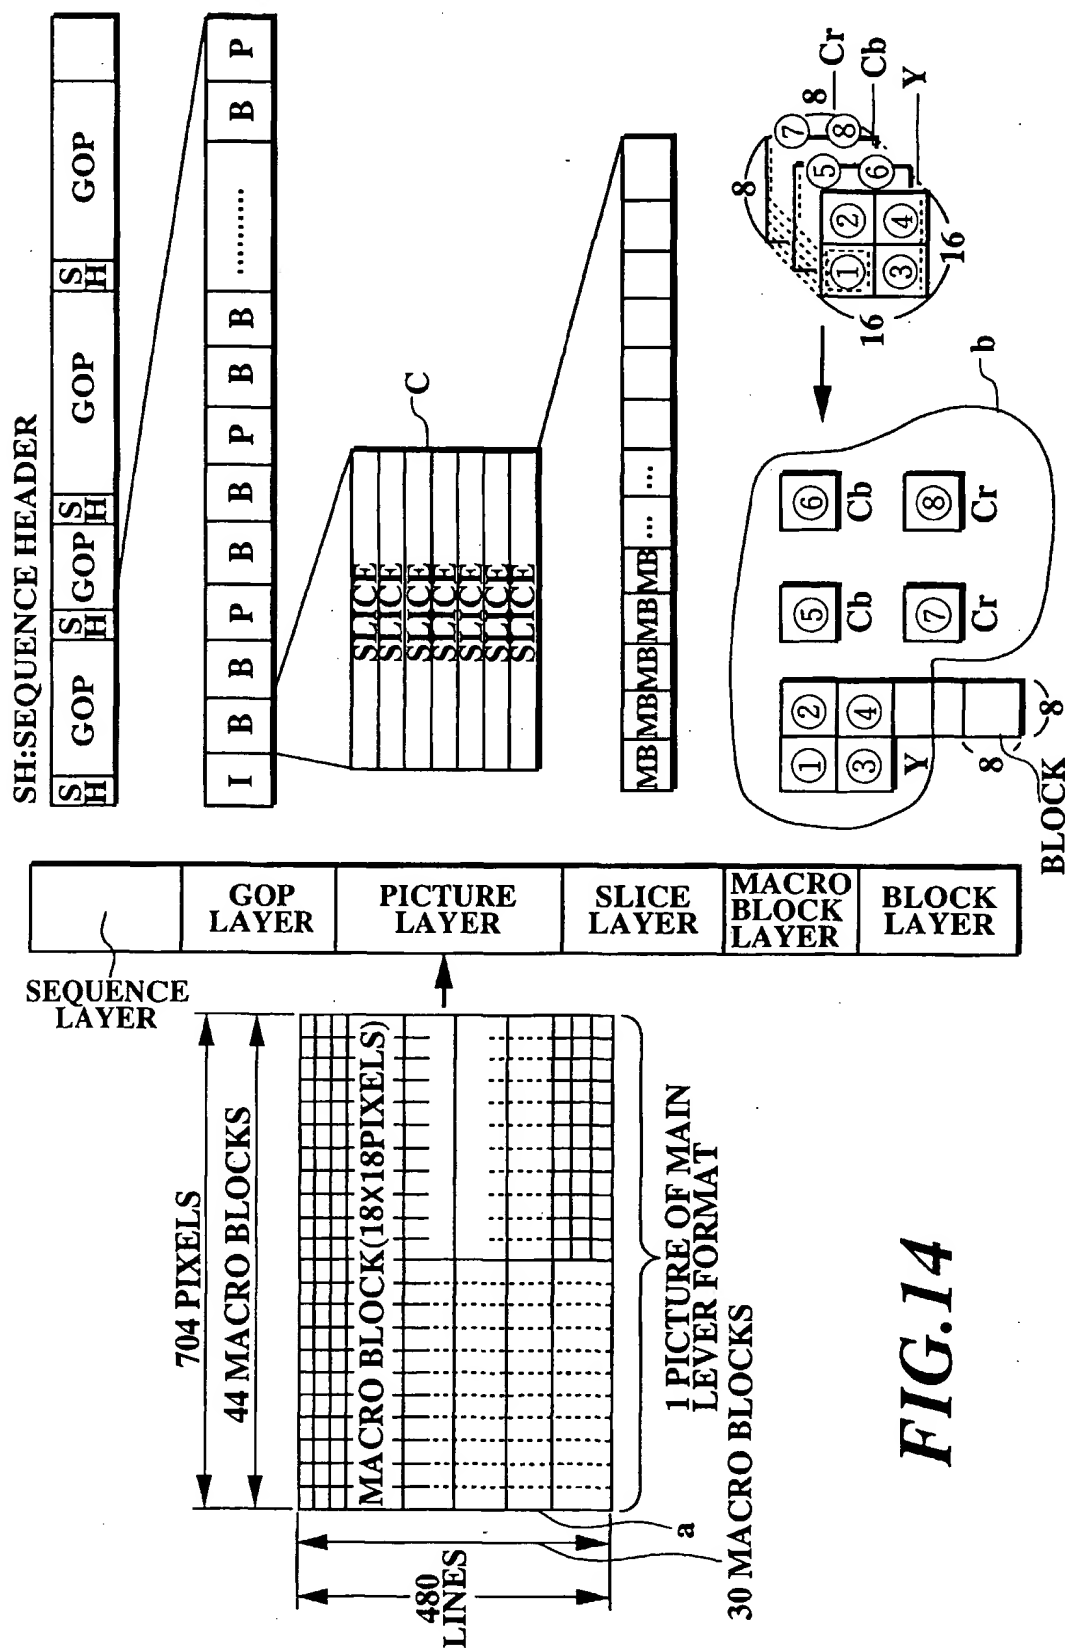 SH:SEQUENCE HEADER
S H GOP S H GOP S H GOP S H GOP
I B B P B B P B B .......... B P
SLICE
SLICE
SLICE
SLICE
SLICE
SLICE
SLICE
C
MB MB MB MB MB ... ...
① ②
③ ④
Y
8
8
BLOCK
⑤
Cb
⑥
Cb
⑦
Cr
⑧
Cr
b
① ②
③ ④
⑤
⑥
⑦
⑧
16
16
8
8
Cr
Cb
Y
SEQUENCE
LAYER
GOP
LAYER
PICTURE
LAYER
SLICE
LAYER
MACRO
BLOCK
LAYER
BLOCK
LAYER
704 PIXELS
44 MACRO BLOCKS
MACRO BLOCK(18X18PIXELS)
480
LINES
a
30 MACRO BLOCKS
1 PICTURE OF MAIN
LEVER FORMAT
FIG.14